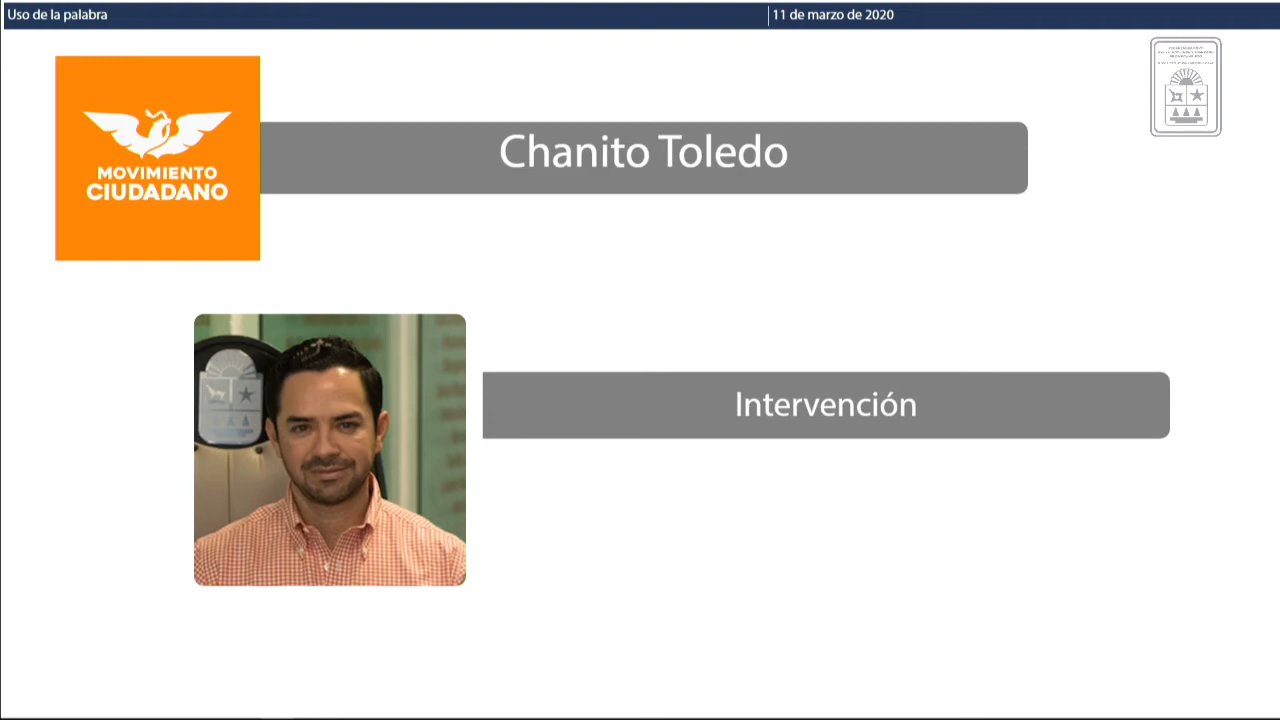 Uso de la palabra
11 de marzo de 2020
MOVIMIENTO
CIUDADANO
Chanito Toledo
Intervención